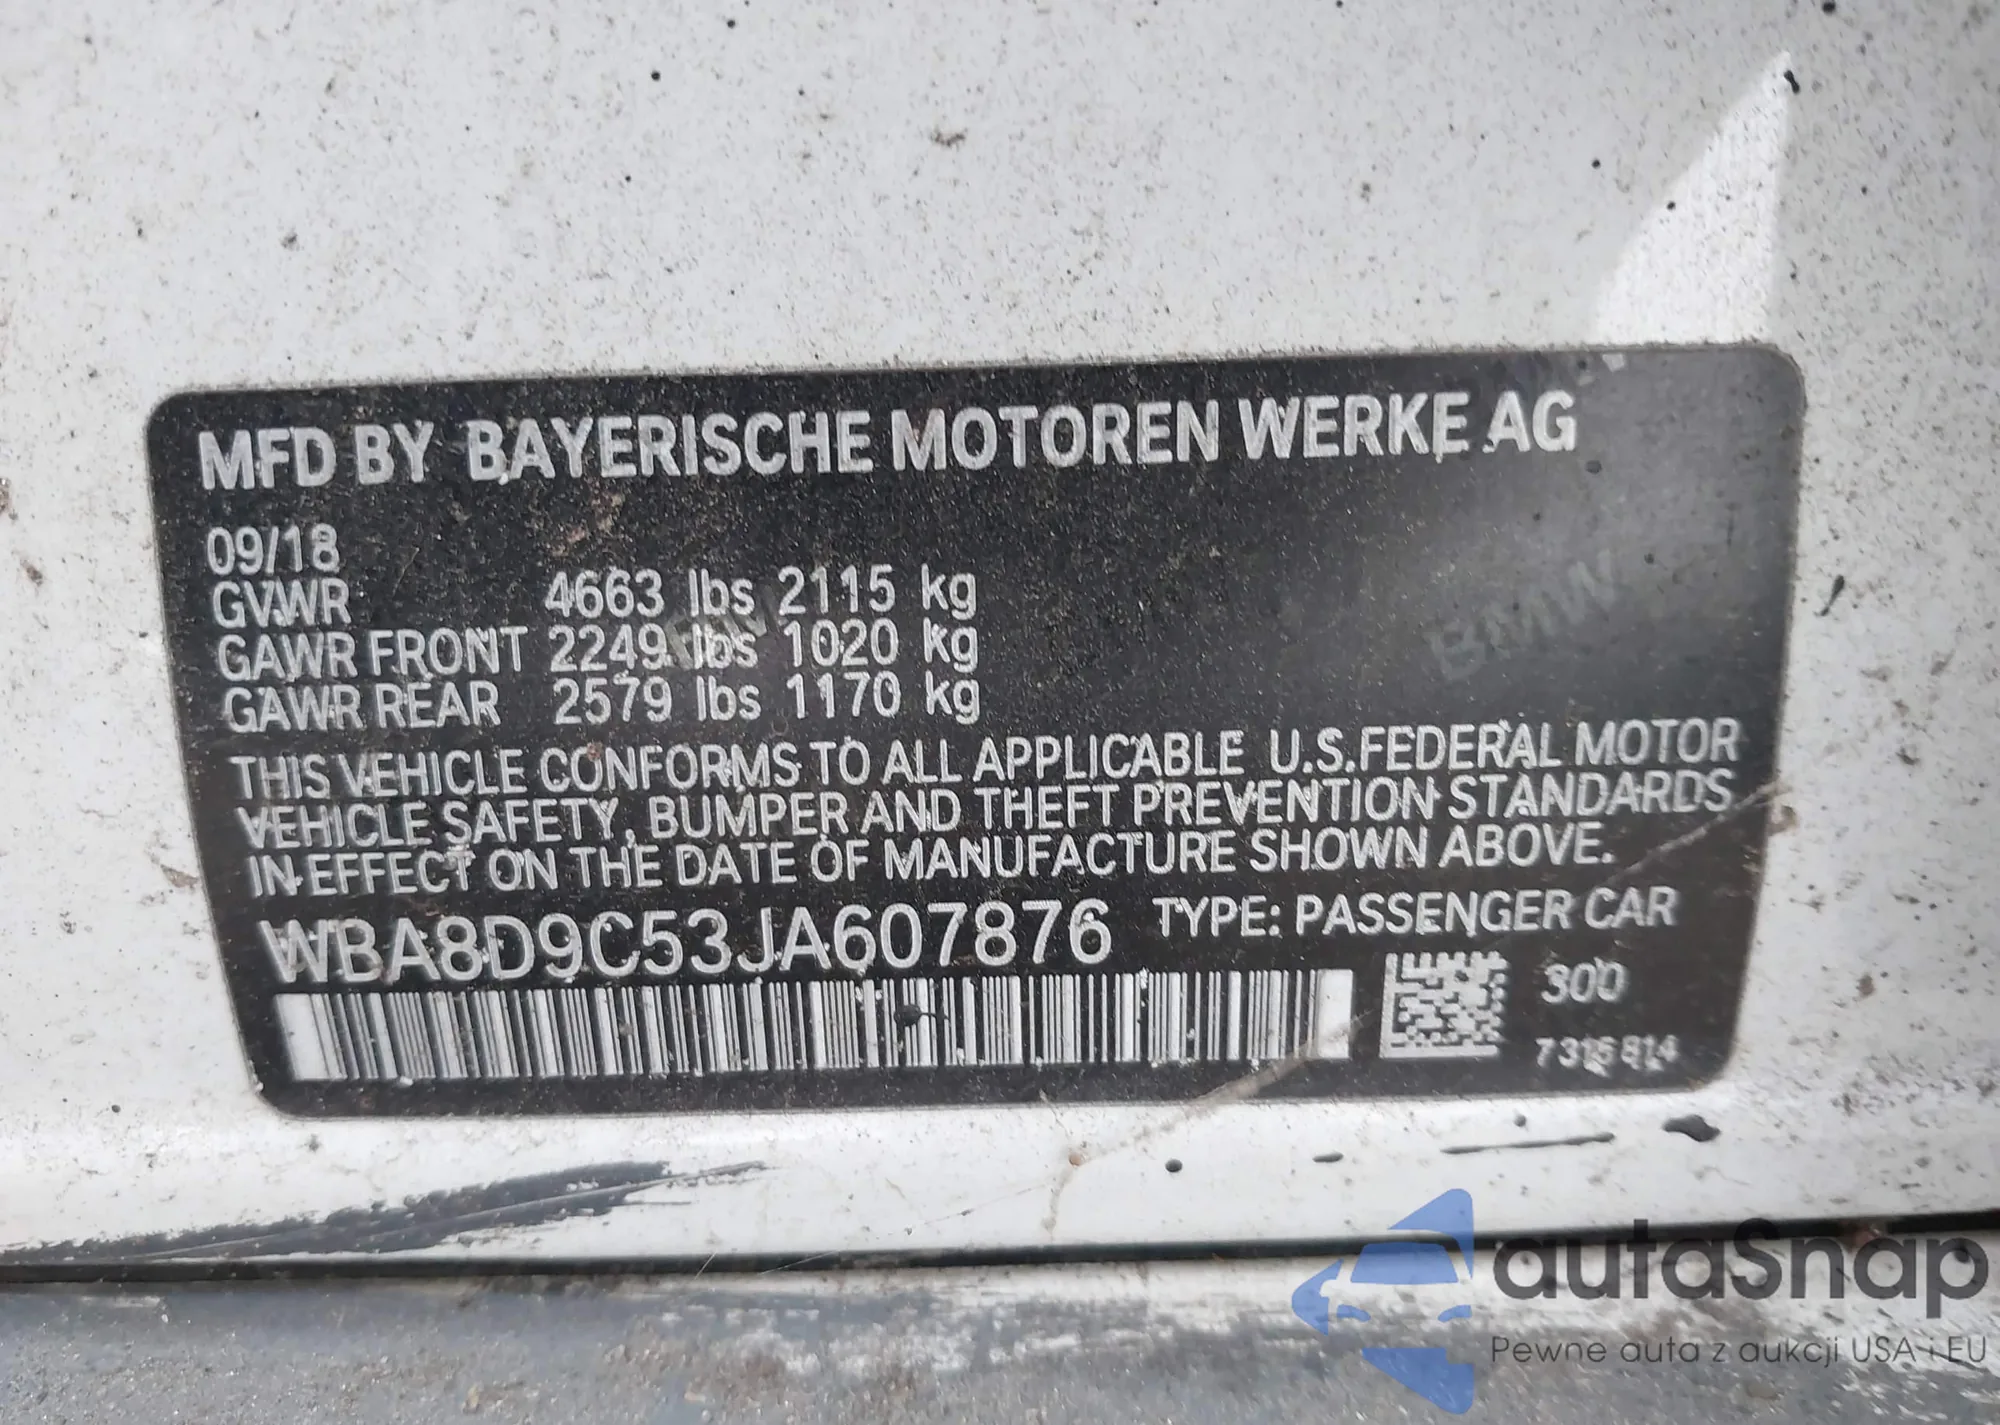 MFD BY BAYERISCHE MOTOREN WERKE AG
09/18
GVWR 4663 lbs 2115 kg
GAWR FRONT 2249 lbs 1020 kg
GAWR REAR 2579 lbs 1170 kg
THIS VEHICLE CONFORMS TO ALL APPLICABLE U.S.FEDERAL MOTOR
VEHICLE SAFETY, BUMPER AND THEFT PREVENTION STANDARDS
IN EFFECT ON THE DATE OF MANUFACTURE SHOWN ABOVE.
WBA8D9C53JA607876 TYPE: PASSENGER CAR
300
7316814
BMW
autaSnap
Pewne auta z aukcji USA i EU